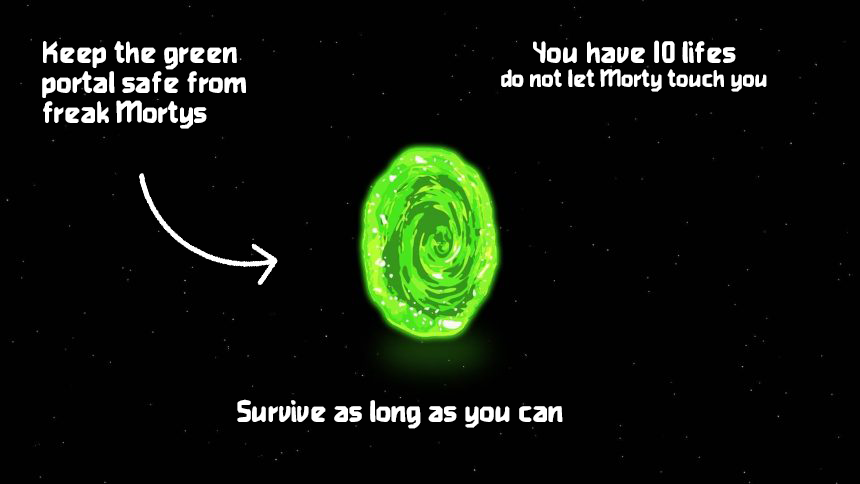 Keep the green
portal safe from
freak Mortys
You have 10 lifes
do not let Morty touch you
Survive as long as you can